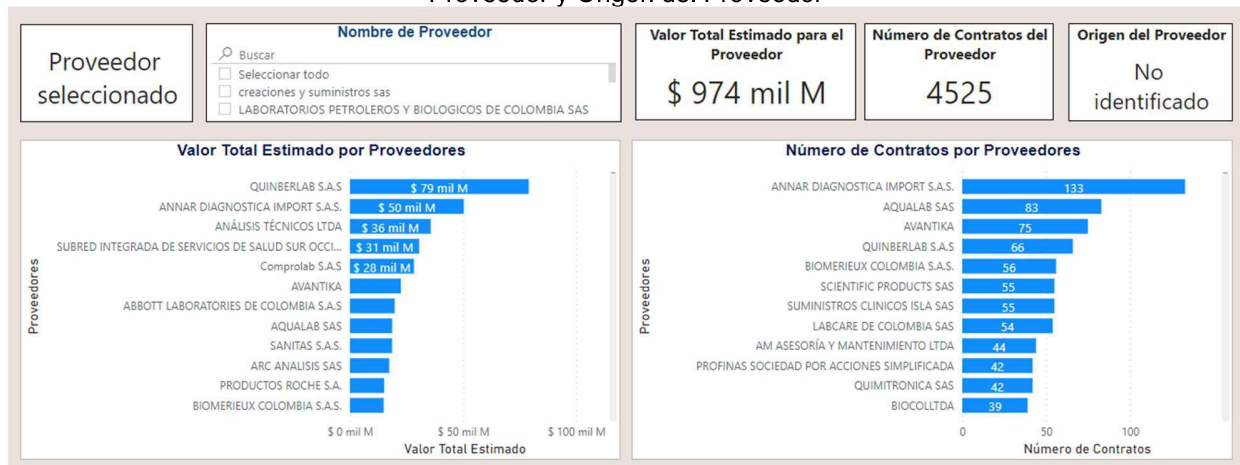 Proveedor y Origen del Proveedor
Proveedor
seleccionado
Nombre de Proveedor
Buscar
Seleccionar todo
creaciones y suministros sas
LABORATORIOS PETROLEROS Y BIOLOGICOS DE COLOMBIA SAS
Valor Total Estimado para el
Proveedor
$ 974 mil M
Número de Contratos del
Proveedor
4525
Origen del Proveedor
No
identificado
Valor Total Estimado por Proveedores
Proveedores
QUINBERLAB S.A.S $ 79 mil M
ANNAR DIAGNOSTICA IMPORT S.A.S. $ 50 mil M
ANÁLISIS TÉCNICOS LTDA $ 36 mil M
SUBRED INTEGRADA DE SERVICIOS DE SALUD SUR OCCI... $ 31 mil M
Comprolab S.A.S $ 28 mil M
AVANTIKA
ABBOTT LABORATORIES DE COLOMBIA S.A.S
AQUALAB SAS
SANITAS S.A.S.
ARC ANALISIS SAS
PRODUCTOS ROCHE S.A.
BIOMERIEUX COLOMBIA S.A.S.
$ 0 mil M $ 50 mil M $ 100 mil M
Valor Total Estimado
Número de Contratos por Proveedores
Proveedores
ANNAR DIAGNOSTICA IMPORT S.A.S. 133
AQUALAB SAS 83
AVANTIKA 75
QUINBERLAB S.A.S 66
BIOMERIEUX COLOMBIA S.A.S. 56
SCIENTIFIC PRODUCTS SAS 55
SUMINISTROS CLINICOS ISLA SAS 55
LABCARE DE COLOMBIA SAS 54
AM ASESORÍA Y MANTENIMIENTO LTDA 44
PROFINAS SOCIEDAD POR ACCIONES SIMPLIFICADA 42
QUIMITRONICA SAS 42
BIOCOLLTDA 39
0 50 100
Número de Contratos